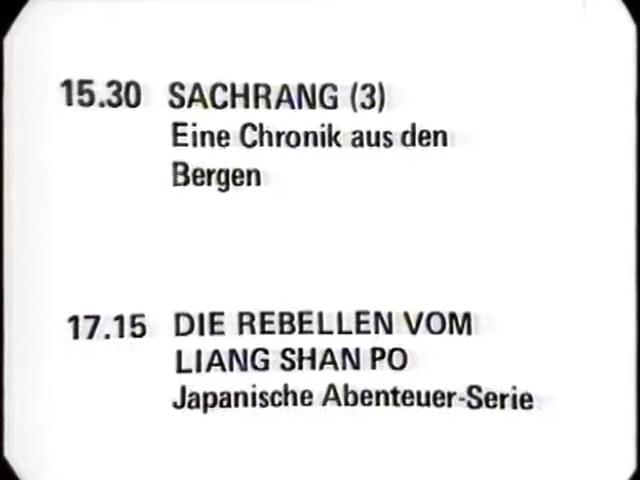 15.30 SACHRANG (3)
Eine Chronik aus den
Bergen
17.15 DIE REBELLEN VOM
LIANG SHAN PO
Japanische Abenteuer-Serie